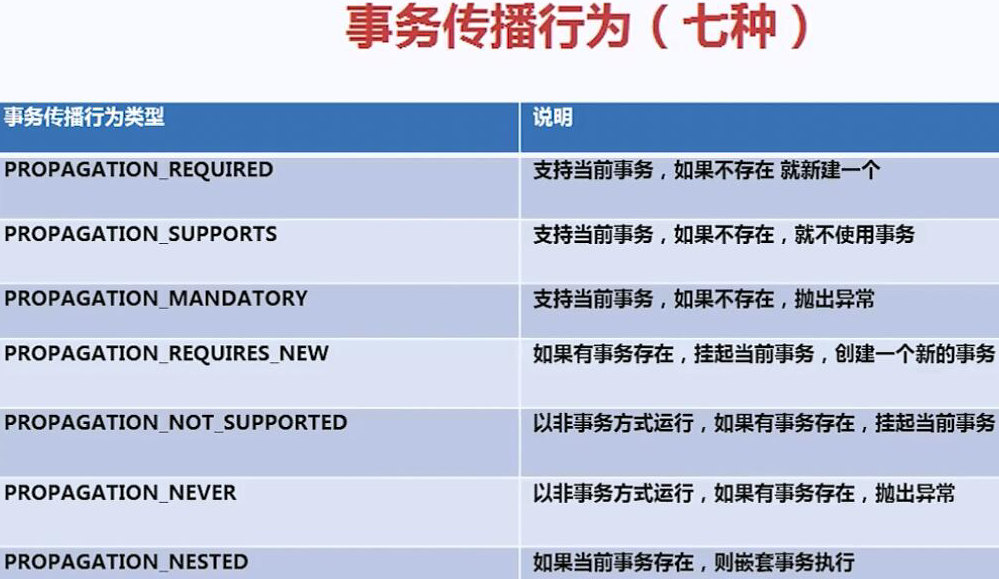 事务传播行为（七种）
事务传播行为类型 说明
PROPAGATION_REQUIRED 支持当前事务，如果不存在 就新建一个
PROPAGATION_SUPPORTS 支持当前事务，如果不存在，就不使用事务
PROPAGATION_MANDATORY 支持当前事务，如果不存在，抛出异常
PROPAGATION_REQUIRES_NEW 如果有事务存在，挂起当前事务，创建一个新的事务
PROPAGATION_NOT_SUPPORTED 以非事务方式运行，如果有事务存在，挂起当前事务
PROPAGATION_NEVER 以非事务方式运行，如果有事务存在，抛出异常
PROPAGATION_NESTED 如果当前事务存在，则嵌套事务执行